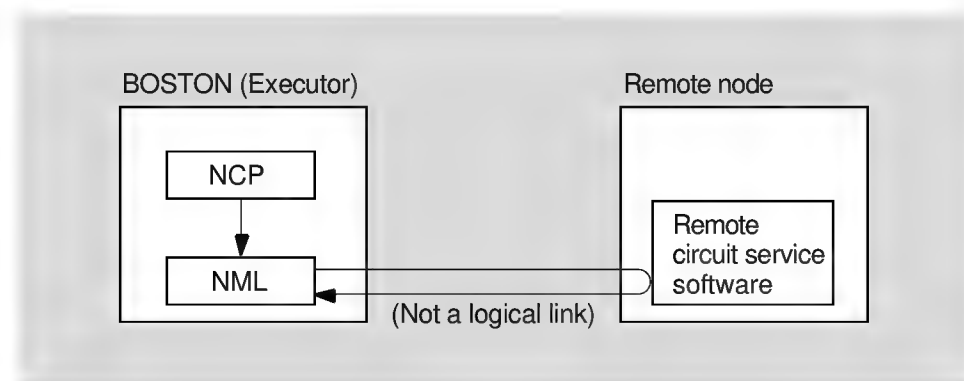 BOSTON (Executor)
Remote node
NCP
NML
Remote
circuit service
software
(Not a logical link)